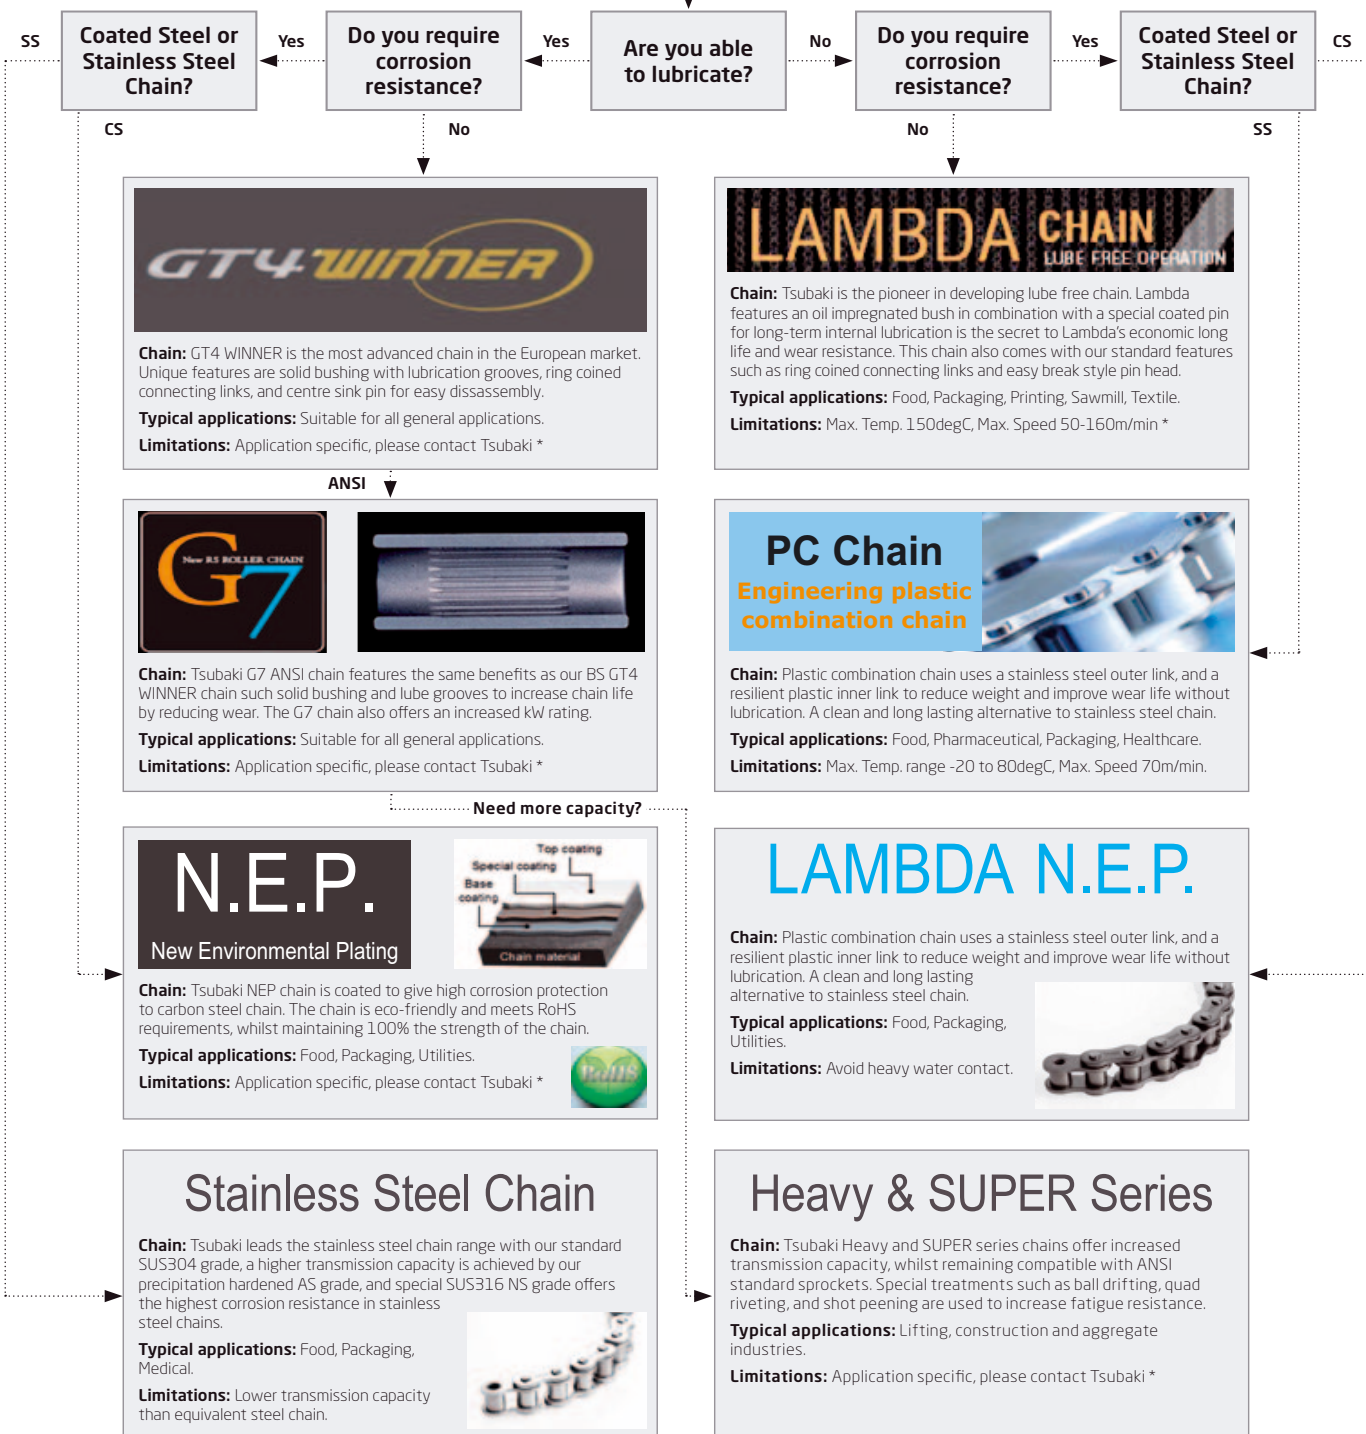 SS
Coated Steel or
Stainless Steel
Chain?
Yes
Do you require
corrosion
resistance?
Yes
Are you able
to lubricate?
No
Do you require
corrosion
resistance?
Yes
Coated Steel or
Stainless Steel
Chain?
CS
CS
No
No
SS
GT4 WINNER
Chain: GT4 WINNER is the most advanced chain in the European market.
Unique features are solid bushing with lubrication grooves, ring coined
connecting links, and centre sink pin for easy dissassembly.
Typical applications: Suitable for all general applications.
Limitations: Application specific, please contact Tsubaki *
LAMBDA CHAIN
LUBE FREE OPERATION
Chain: Tsubaki is the pioneer in developing lube free chain. Lambda
features an oil impregnated bush in combination with a special coated pin
for long-term internal lubrication is the secret to Lambda's economic long
life and wear resistance. This chain also comes with our standard features
such as ring coined connecting links and easy break style pin head.
Typical applications: Food, Packaging, Printing, Sawmill, Textile.
Limitations: Max. Temp. 150degC, Max. Speed 50-160m/min *
ANSI
New RS ROLLER CHAIN
G7
Chain: Tsubaki G7 ANSI chain features the same benefits as our BS GT4
WINNER chain such solid bushing and lube grooves to increase chain life
by reducing wear. The G7 chain also offers an increased kW rating.
Typical applications: Suitable for all general applications.
Limitations: Application specific, please contact Tsubaki *
PC Chain
Engineering plastic
combination chain
Chain: Plastic combination chain uses a stainless steel outer link, and a
resilient plastic inner link to reduce weight and improve wear life without
lubrication. A clean and long lasting alternative to stainless steel chain.
Typical applications: Food, Pharmaceutical, Packaging, Healthcare.
Limitations: Max. Temp. range -20 to 80degC, Max. Speed 70m/min.
Need more capacity?
N.E.P.
New Environmental Plating
Top coating
Special coating
Base
coating
Chain material
Chain: Tsubaki NEP chain is coated to give high corrosion protection
to carbon steel chain. The chain is eco-friendly and meets RoHS
requirements, whilst maintaining 100% the strength of the chain.
Typical applications: Food, Packaging, Utilities.
Limitations: Application specific, please contact Tsubaki *
RoHS
LAMBDA N.E.P.
Chain: Plastic combination chain uses a stainless steel outer link, and a
resilient plastic inner link to reduce weight and improve wear life without
lubrication. A clean and long lasting
alternative to stainless steel chain.
Typical applications: Food, Packaging,
Utilities.
Limitations: Avoid heavy water contact.
Stainless Steel Chain
Chain: Tsubaki leads the stainless steel chain range with our standard
SUS304 grade, a higher transmission capacity is achieved by our
precipitation hardened AS grade, and special SUS316 NS grade offers
the highest corrosion resistance in stainless
steel chains.
Typical applications: Food, Packaging,
Medical.
Limitations: Lower transmission capacity
than equivalent steel chain.
Heavy & SUPER Series
Chain: Tsubaki Heavy and SUPER series chains offer increased
transmission capacity, whilst remaining compatible with ANSI
standard sprockets. Special treatments such as ball drifting, quad
riveting, and shot peening are used to increase fatigue resistance.
Typical applications: Lifting, construction and aggregate
industries.
Limitations: Application specific, please contact Tsubaki *